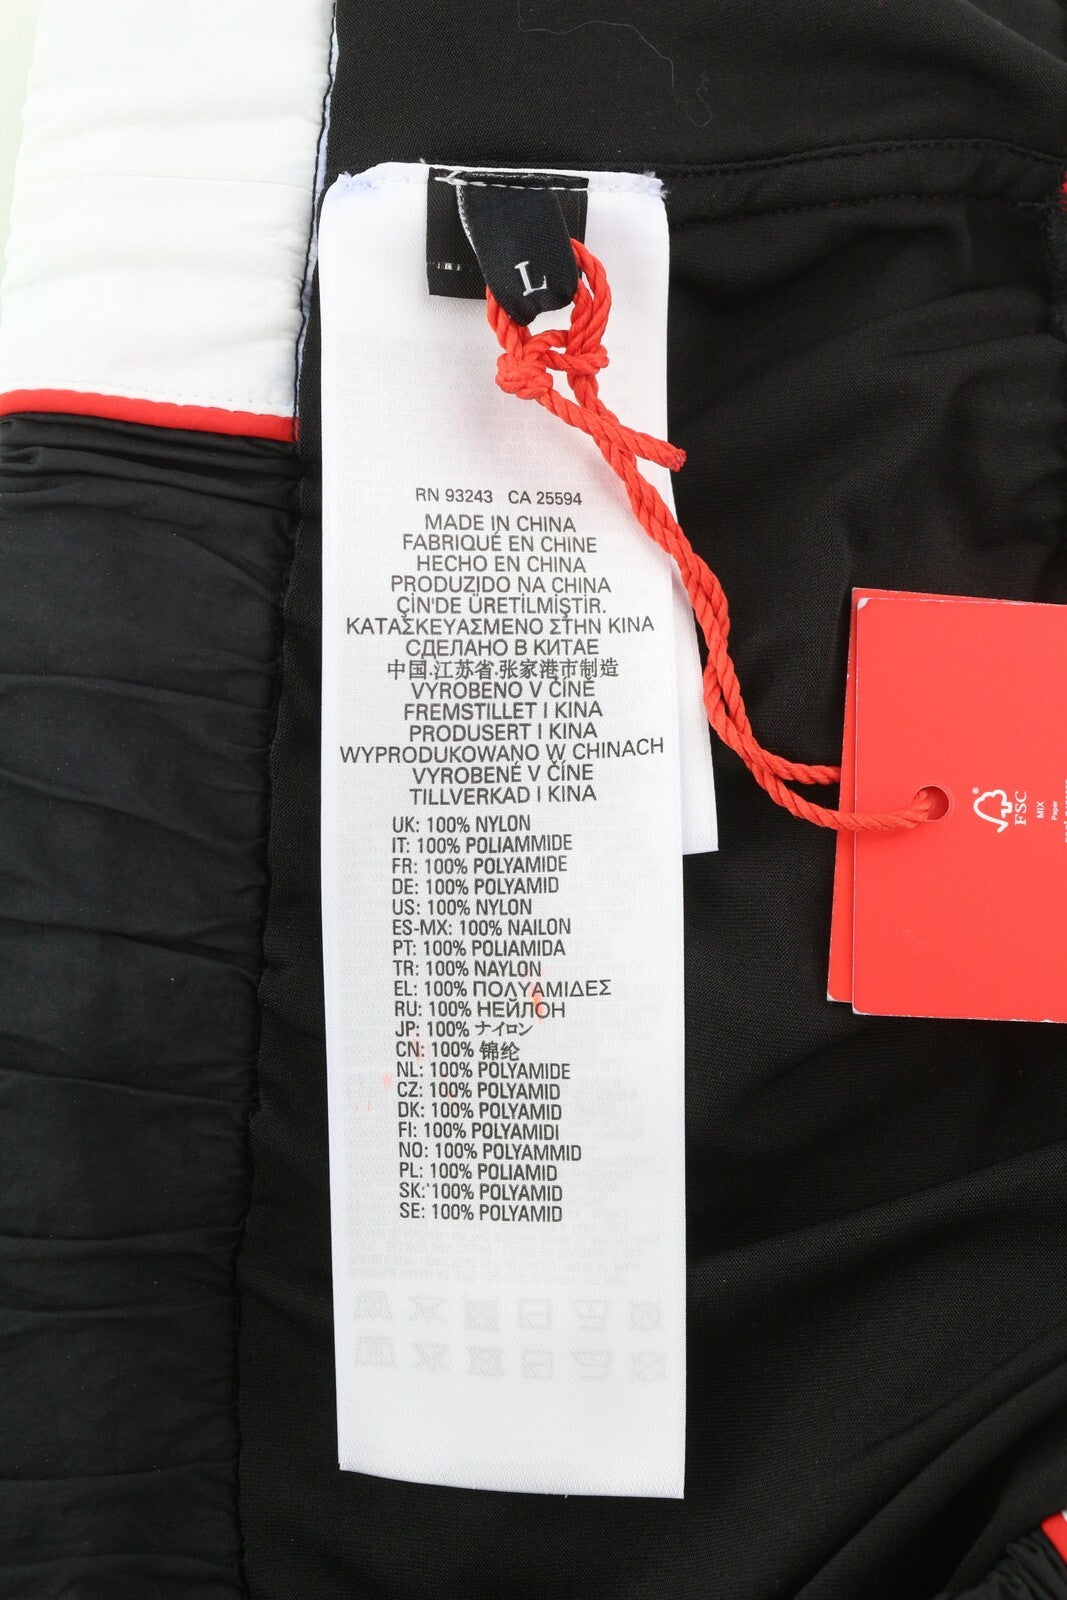 L
RN 93243 CA 25594
MADE IN CHINA
FABRIQUÉ EN CHINE
HECHO EN CHINA
PRODUZIDO NA CHINA
ÇİN'DE ÜRETİLMİŞTİR.
ΚΑΤΑΣΚΕΥΑΣΜΕΝΟ ΣΤΗΝ ΚΙΝΑ
СДЕЛАНО В КИТАЕ
中国.江苏省.张家港市制造
VYROBENO V ČÍNĚ
FREMSTILLET I KINA
PRODUSERT I KINA
WYPRODUKOWANO W CHINACH
VYROBENÉ V ČÍNE
TILLVERKAD I KINA
UK: 100% NYLON
IT: 100% POLIAMMIDE
FR: 100% POLYAMIDE
DE: 100% POLYAMID
US: 100% NYLON
ES-MX: 100% NAILON
PT: 100% POLIAMIDA
TR: 100% NAYLON
EL: 100% ΠΟΛΥΑΜΙΔΕΣ
RU: 100% НЕЙЛОН
JP: 100% ナイロン
CN: 100% 锦纶
NL: 100% POLYAMIDE
CZ: 100% POLYAMID
DK: 100% POLYAMID
FI: 100% POLYAMIDI
NO: 100% POLYAMMID
PL: 100% POLIAMID
SK: 100% POLYAMID
SE: 100% POLYAMID
FSC
MIX
Paper